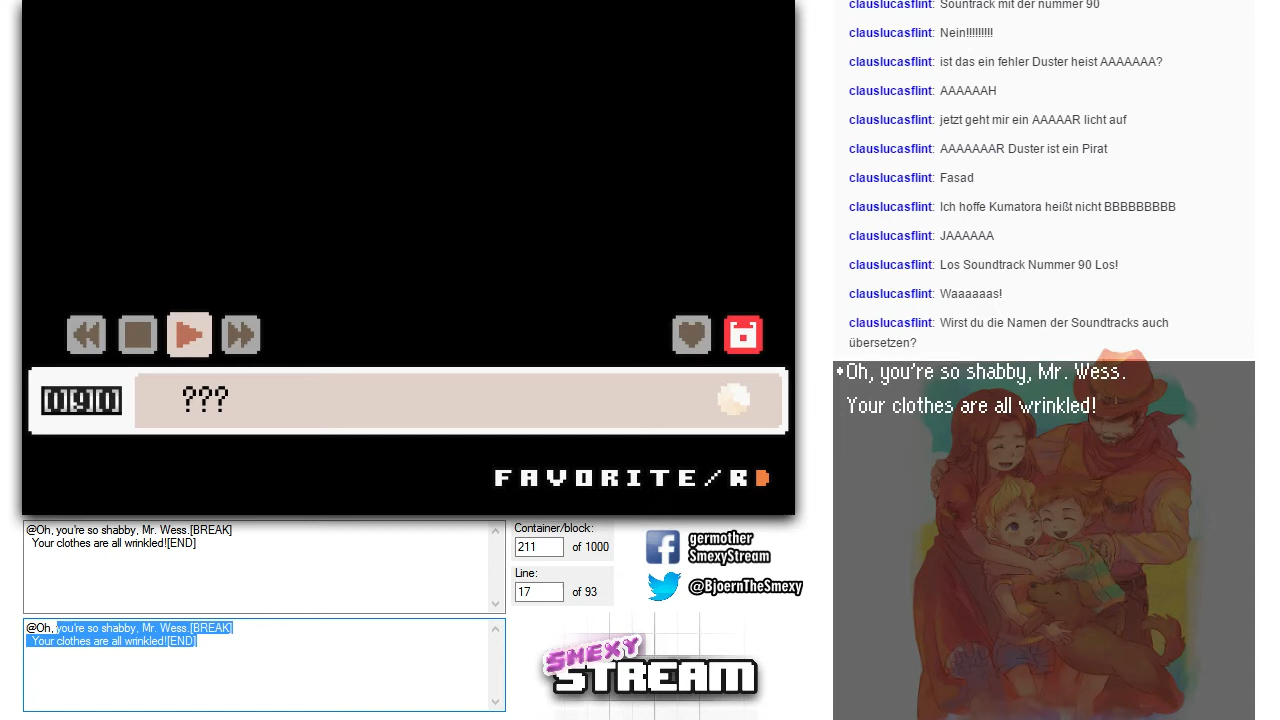 clauslucasflint: Sountrack mit der nummer 90
clauslucasflint: Nein!!!!!!!!!
clauslucasflint: ist das ein fehler Duster heist AAAAAAA?
clauslucasflint: AAAAAAH
clauslucasflint: jetzt geht mir ein AAAAAR licht auf
clauslucasflint: AAAAAAAR Duster ist ein Pirat
clauslucasflint: Fasad
clauslucasflint: Ich hoffe Kumatora heißt nicht BBBBBBBBB
clauslucasflint: JAAAAAA
clauslucasflint: Los Soundtrack Nummer 90 Los!
clauslucasflint: Waaaaaas!
clauslucasflint: Wirst du die Namen der Soundtracks auch
übersetzen?
[090] ???
FAVORITE/R
•Oh, you're so shabby, Mr. Wess.
Your clothes are all wrinkled!
@Oh, you're so shabby, Mr. Wess.[BREAK]
Your clothes are all wrinkled![END]
@Oh, you're so shabby, Mr. Wess.[BREAK]
Your clothes are all wrinkled![END]
Container/block:
211 of 1000
Line:
17 of 93
germother
SmexyStream
@BjoernTheSmexy
SMEXY
STREAM